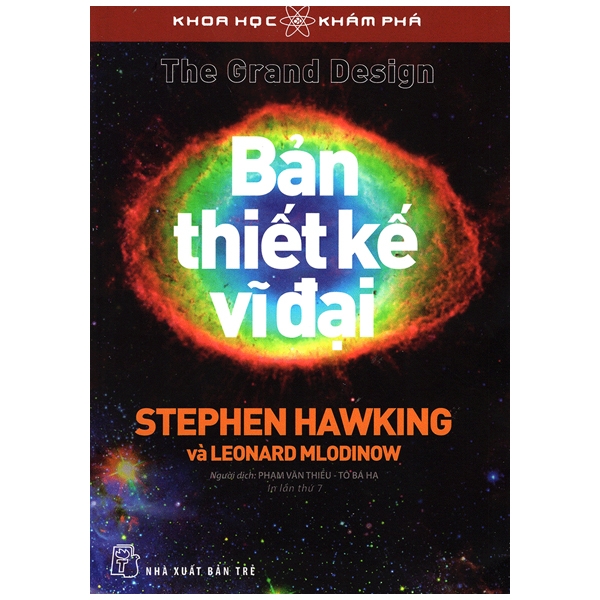 KHOA HỌC KHÁM PHÁ
The Grand Design
Bản
thiết kế
vĩ đại
STEPHEN HAWKING
và LEONARD MLODINOW
Người dịch: PHẠM VĂN THIỀU - TÔ BÁ HẠ
In lần thứ 7
T
NHÀ XUẤT BẢN TRẺ